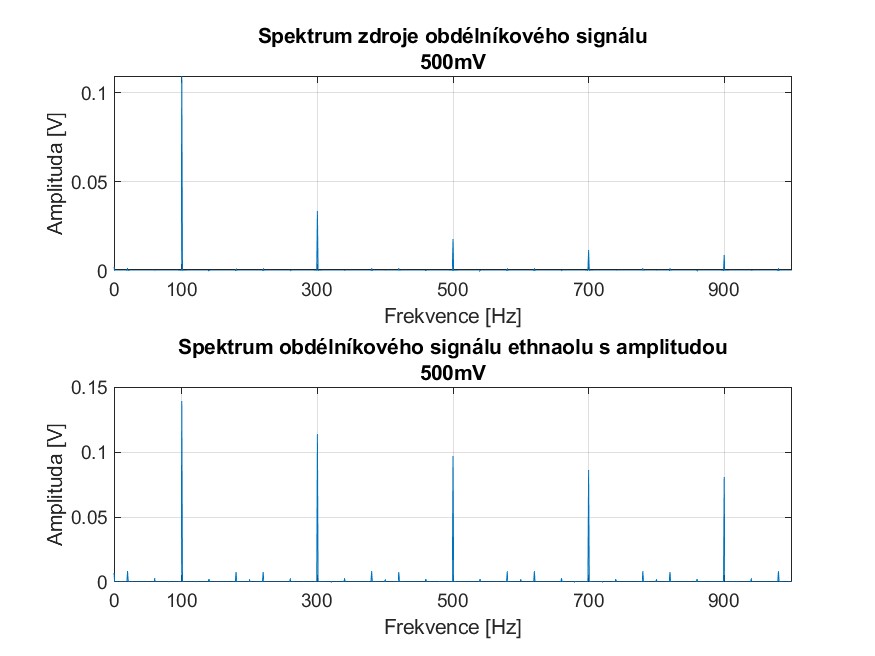 Spektrum zdroje obdélníkového signálu
500mV
0.1
0.05
0
Amplituda [V]
0 100 300 500 700 900
Frekvence [Hz]
Spektrum obdélníkového signálu ethnaolu s amplitudou
500mV
0.15
0.1
0.05
0
Amplituda [V]
0 100 300 500 700 900
Frekvence [Hz]